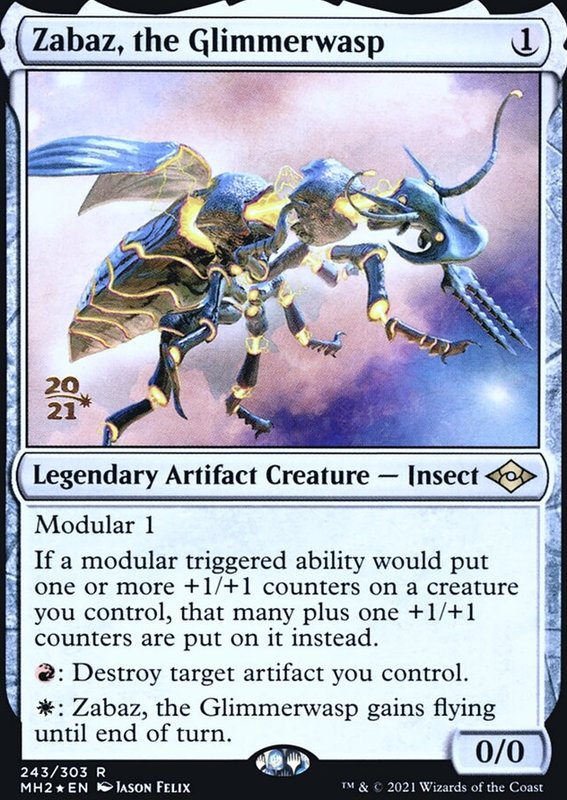 Zabaz, the Glimmerwasp 1
20
21
Legendary Artifact Creature — Insect
Modular 1
If a modular triggered ability would put
one or more +1/+1 counters on a creature
you control, that many plus one +1/+1
counters are put on it instead.
: Destroy target artifact you control.
: Zabaz, the Glimmerwasp gains flying
until end of turn.
0/0
243/303 R
MH2★EN Jason Felix
™ & © 2021 Wizards of the Coast